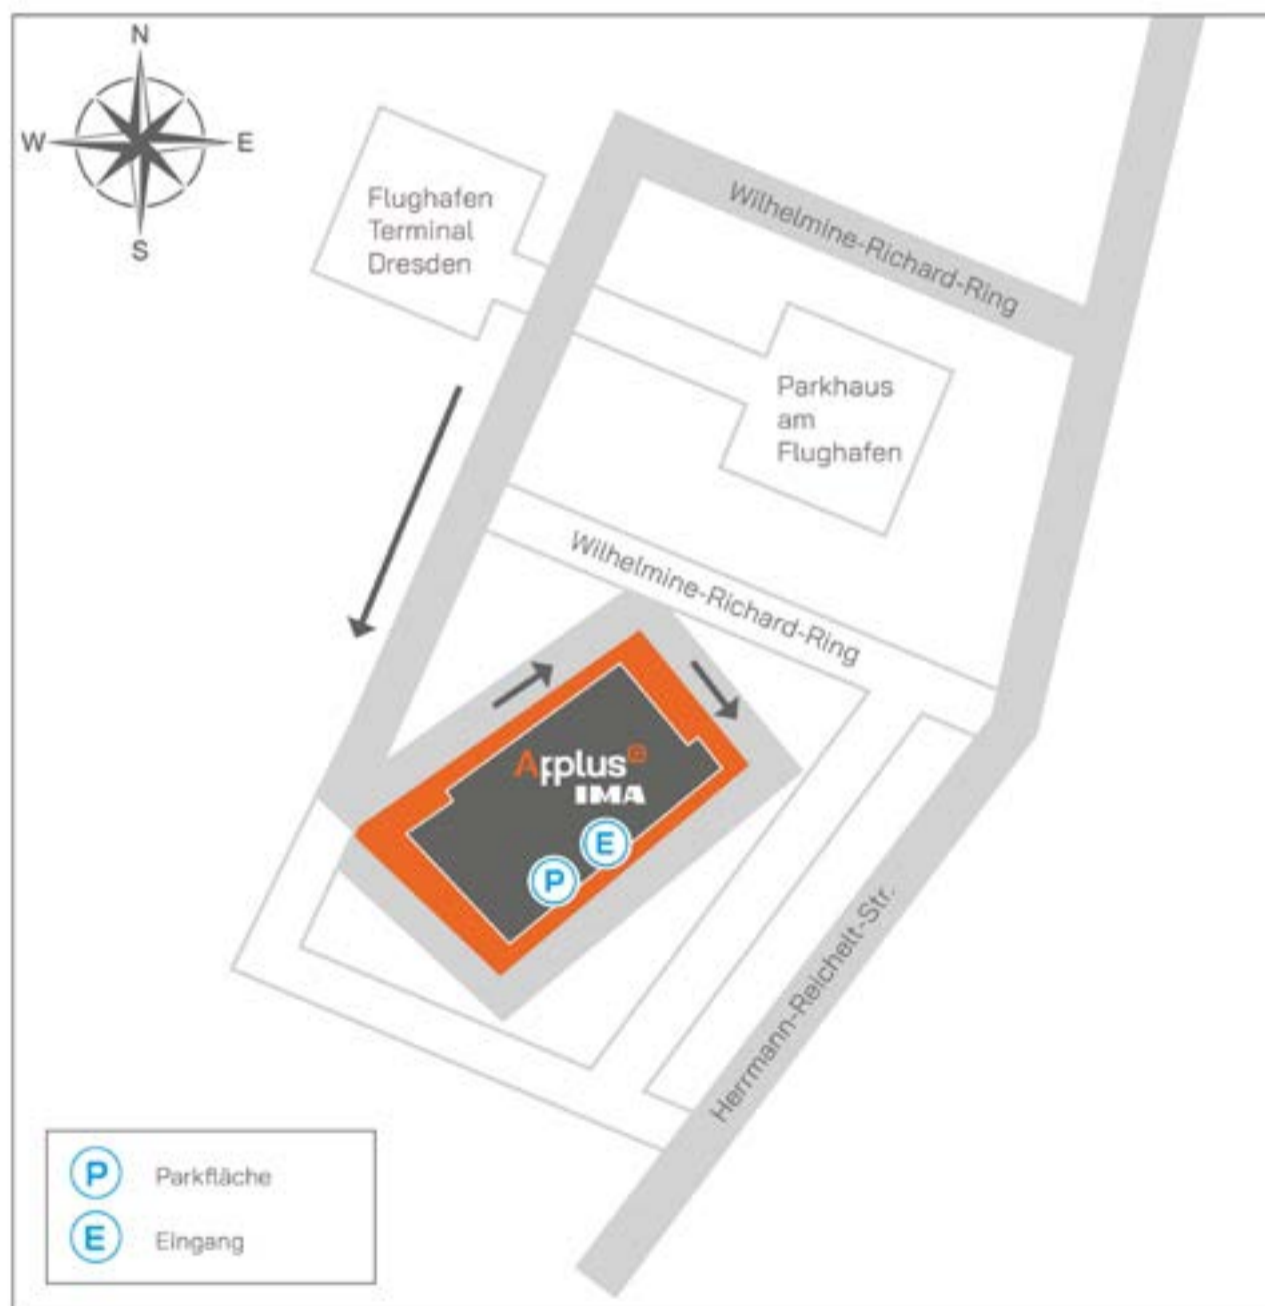 N
W
E
S
Flughafen
Terminal
Dresden
Wilhelmine-Richard-Ring
Parkhaus
am
Flughafen
Wilhelmine-Richard-Ring
Applus
IMA
E
P
Herrmann-Reichelt-Str.
P Parkfläche
E Eingang